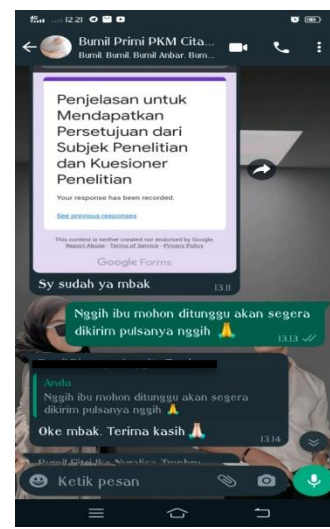 12.21
Bumil Primi PKM Cita...
Bumil. Bumil. Bumil Anbar. Bum...
Penjelasan untuk
Mendapatkan
Persetujuan dari
Subjek Penelitian
dan Kuesioner
Penelitian
Your response has been recorded.
See previous responses
This content is neither created nor endorsed by Google
Report Abuse - Terms of Service - Privacy Policy
Google Forms
Sy sudah ya mbak
13.11
Nggih ibu mohon ditunggu akan segera
dikirim pulsanya nggih 🙏
13.13
Anda
Nggih ibu mohon ditunggu akan segera
dikirim pulsanya nggih 🙏
Oke mbak. Terima kasih 🙏
13.14
Ketik pesan